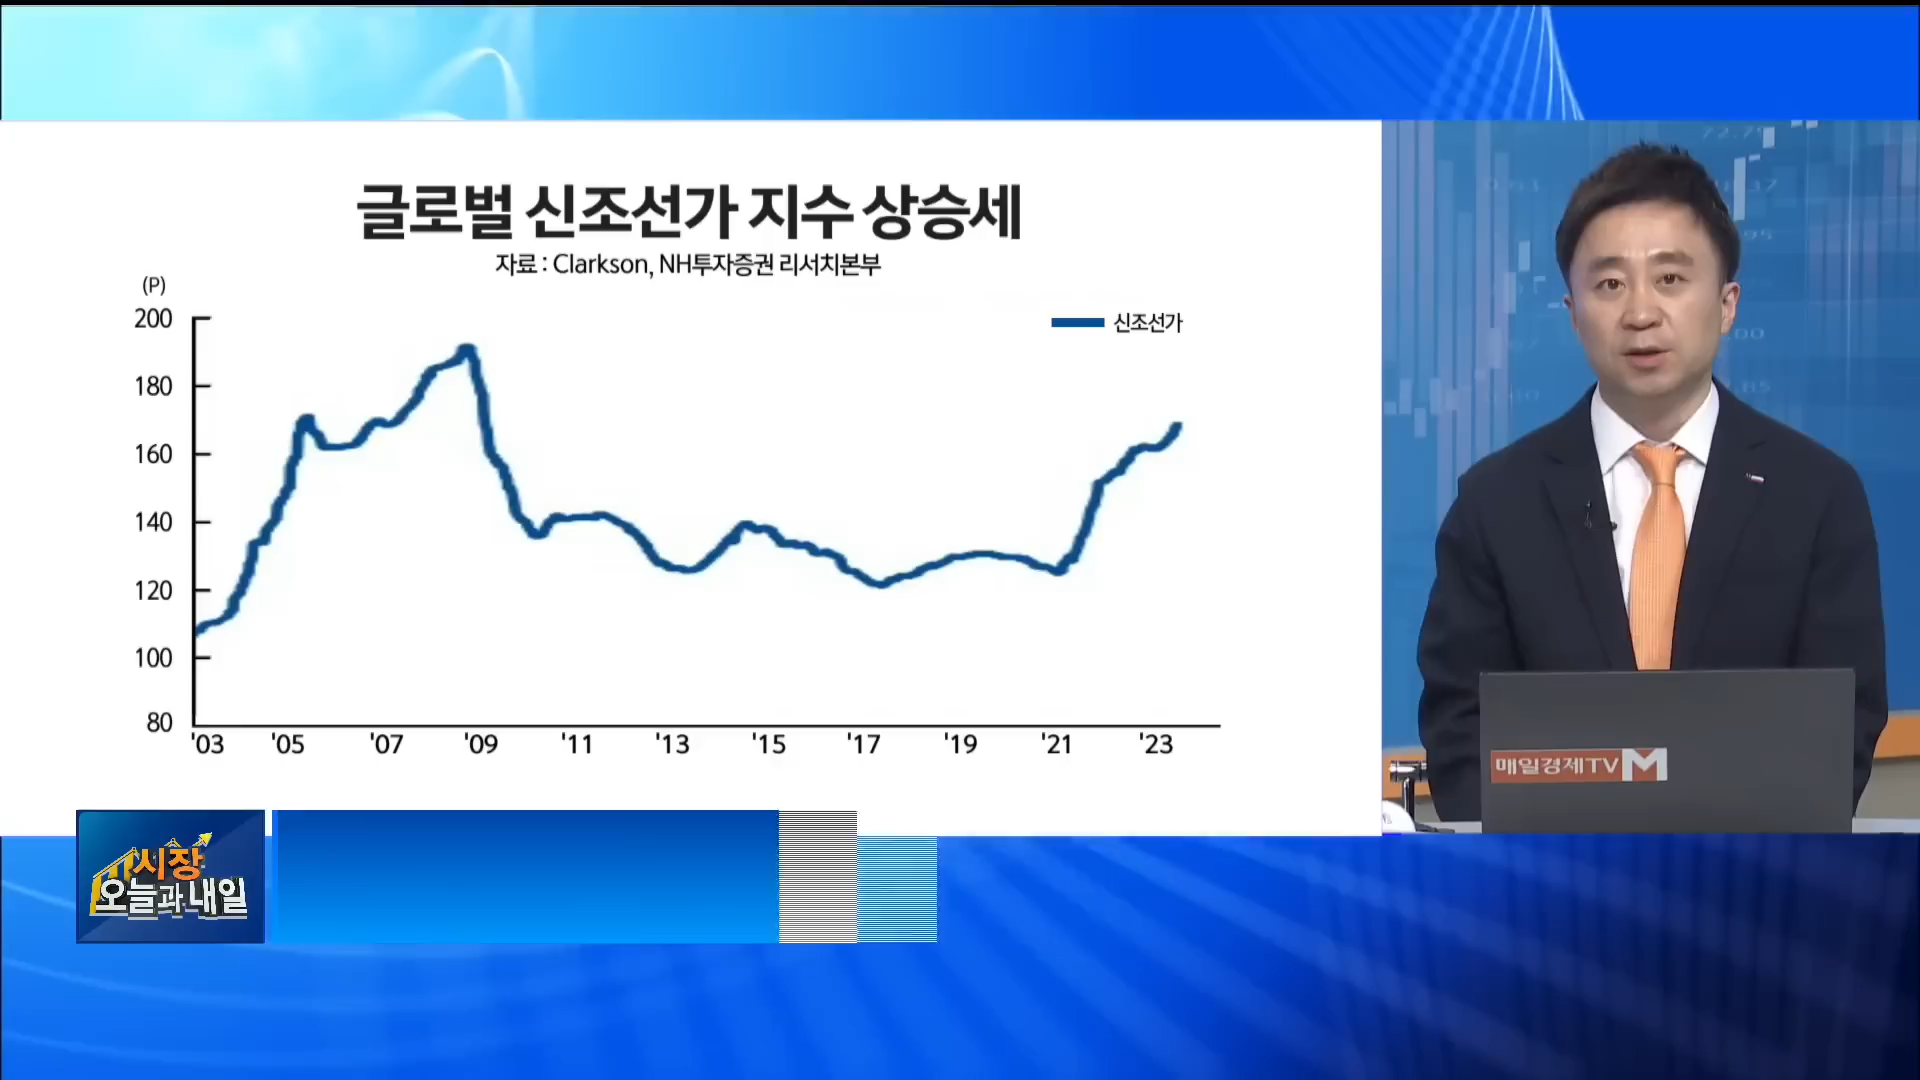 글로벌 신조선가 지수 상승세
자료 : Clarkson, NH투자증권 리서치본부
(P)
200
신조선가
180
160
140
120
100
80
'03 '05 '07 '09 '11 '13 '15 '17 '19 '21 '23
매일경제TV M
시장
오늘과 내일